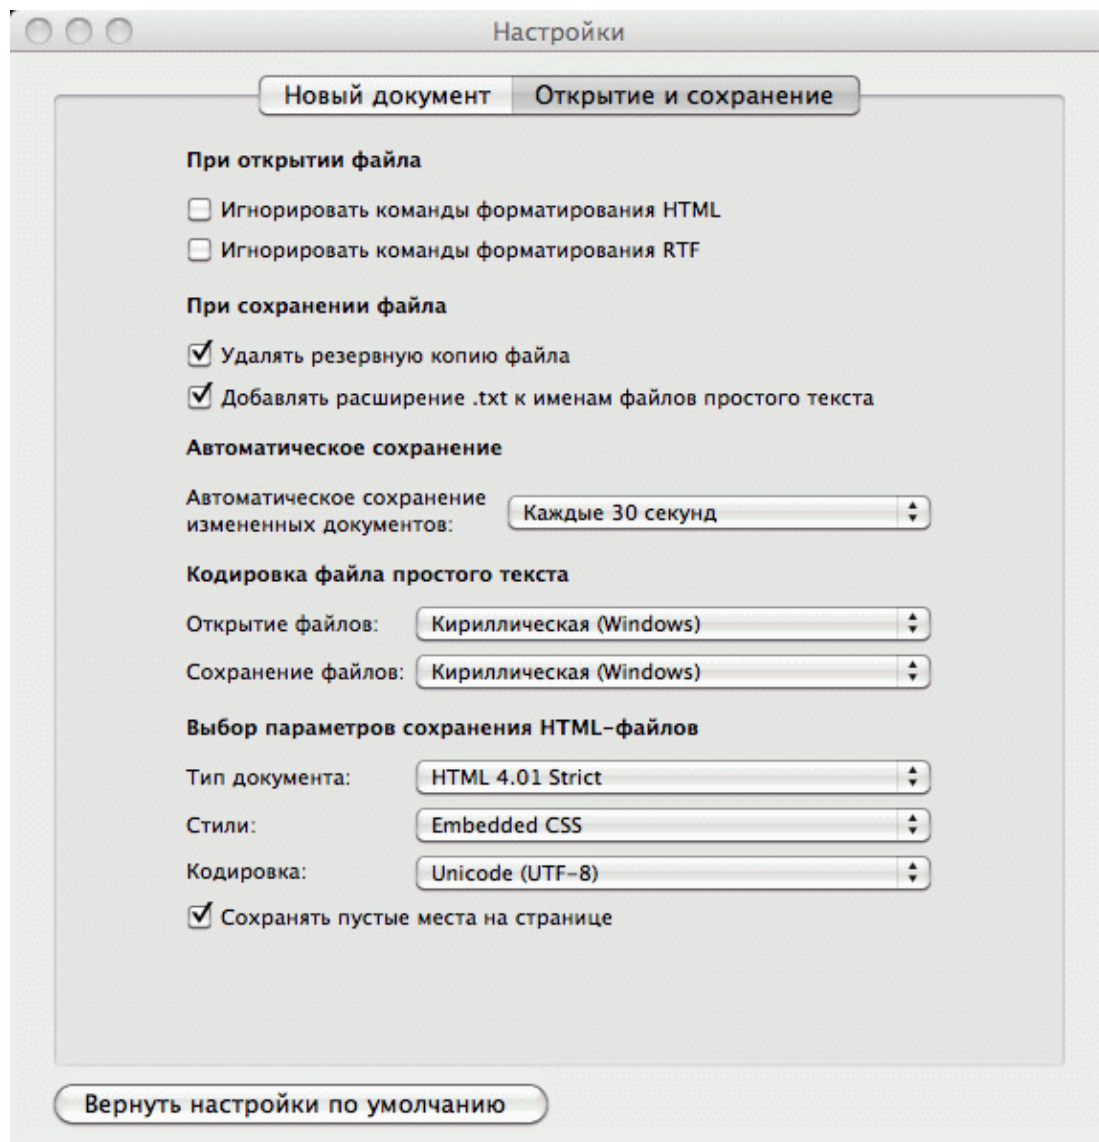 Настройки
Новый документ
Открытие и сохранение
При открытии файла
Игнорировать команды форматирования HTML
Игнорировать команды форматирования RTF
При сохранении файла
Удалять резервную копию файла
Добавлять расширение .txt к именам файлов простого текста
Автоматическое сохранение
Автоматическое сохранение
измененных документов:
Каждые 30 секунд
Кодировка файла простого текста
Открытие файлов:
Кириллическая (Windows)
Сохранение файлов:
Кириллическая (Windows)
Выбор параметров сохранения HTML-файлов
Тип документа:
HTML 4.01 Strict
Стили:
Embedded CSS
Кодировка:
Unicode (UTF-8)
Сохранять пустые места на странице
Вернуть настройки по умолчанию